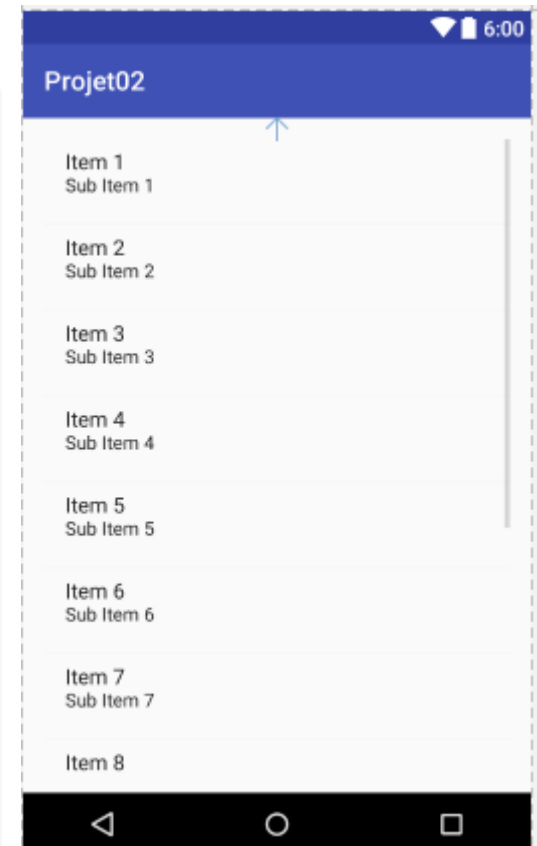 6:00
Projet02
Item 1
Sub Item 1
Item 2
Sub Item 2
Item 3
Sub Item 3
Item 4
Sub Item 4
Item 5
Sub Item 5
Item 6
Sub Item 6
Item 7
Sub Item 7
Item 8